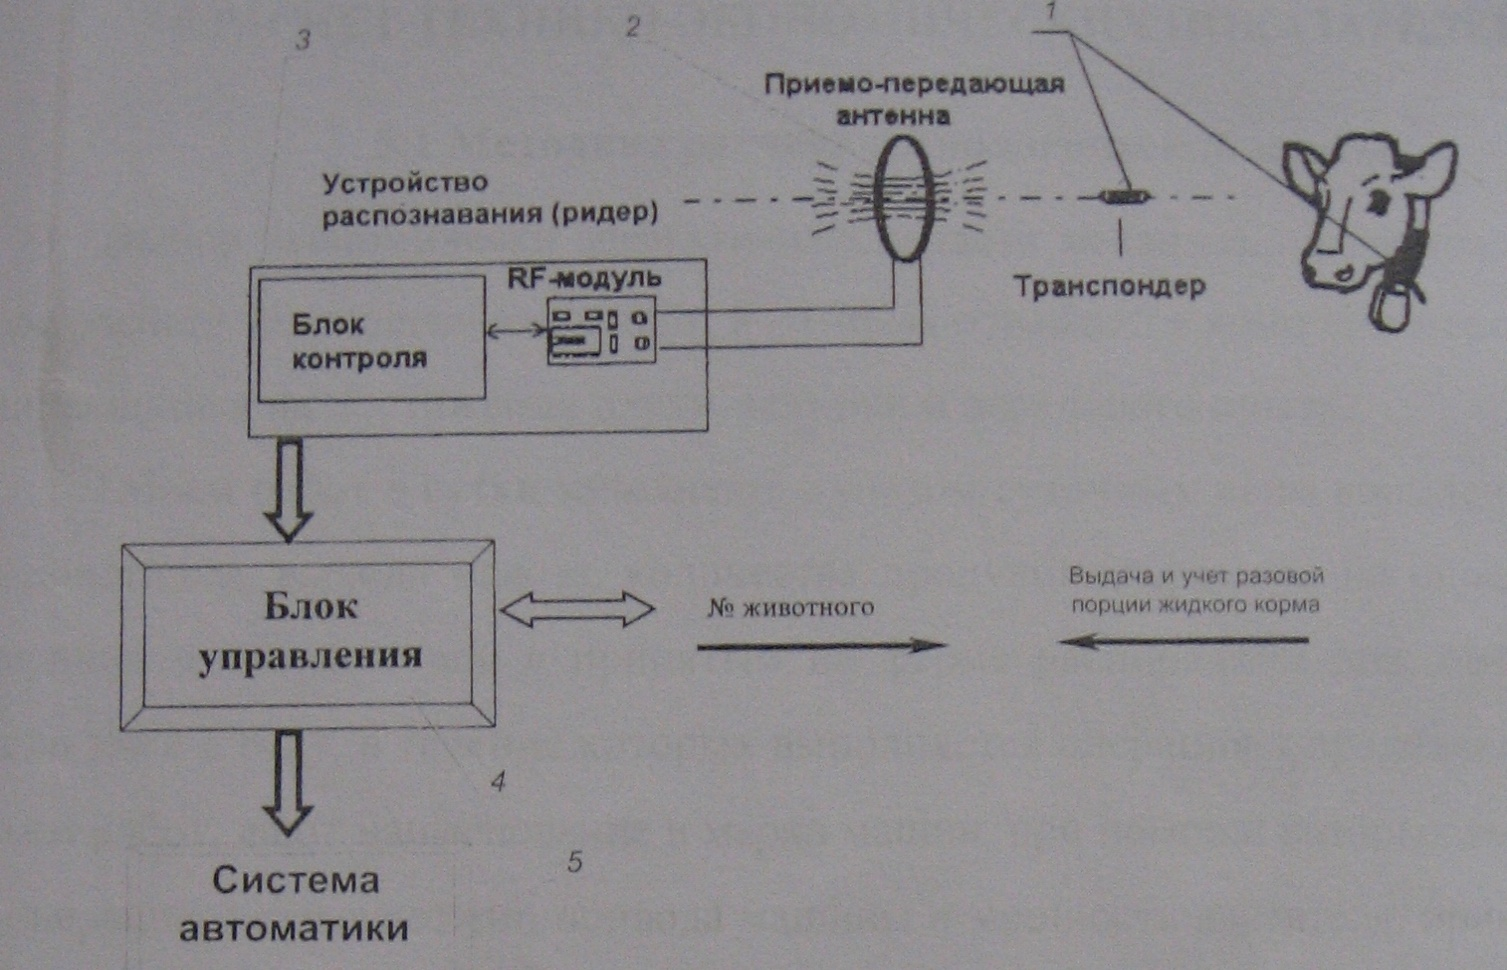 3
2
1
Приемо-передающая
антенна
Устройство
распознавания (ридер)
Транспондер
RF-модуль
Блок
контроля
Блок
управления
№ животного
Выдача и учет разовой
порции жидкого корма
4
5
Система
автоматики